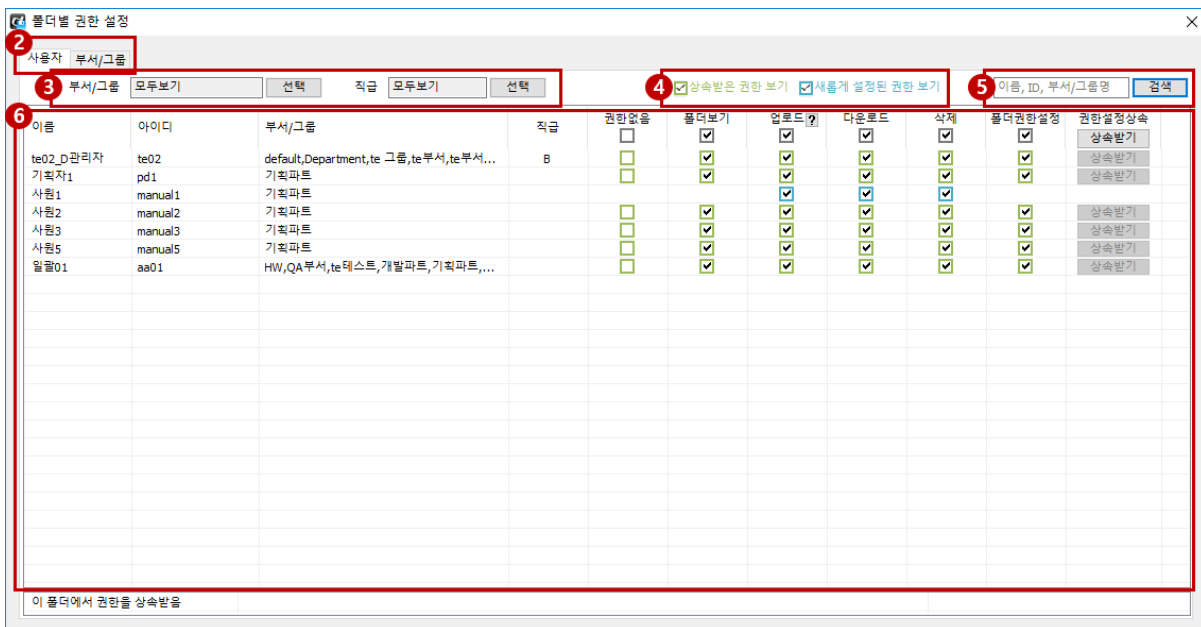 폴더별 권한 설정
2
사용자 부서/그룹
3 부서/그룹 모두보기 선택 직급 모두보기 선택 4 상속받은 권한 보기 새롭게 설정된 권한 보기 5 이름, ID, 부서/그룹명 검색
6
이름 아이디 부서/그룹 직급 권한없음 폴더보기 업로드 ? 다운로드 삭제 폴더권한설정 권한설정상속
상속받기
te02_D관리자 te02 default,Department,te 그룹,te부서,te부서... B 상속받기
기획자1 pd1 기획파트 상속받기
사원1 manual1 기획파트
사원2 manual2 기획파트 상속받기
사원3 manual3 기획파트 상속받기
사원5 manual5 기획파트 상속받기
일괄01 aa01 HW,QA부서,te테스트,개발파트,기획파트,... 상속받기
이 폴더에서 권한을 상속받음